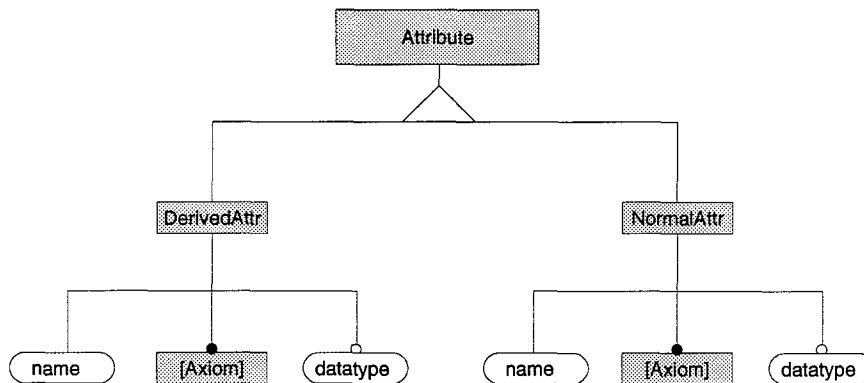 Attribute
DerivedAttr
NormalAttr
name
[Axiom]
datatype
name
[Axiom]
datatype